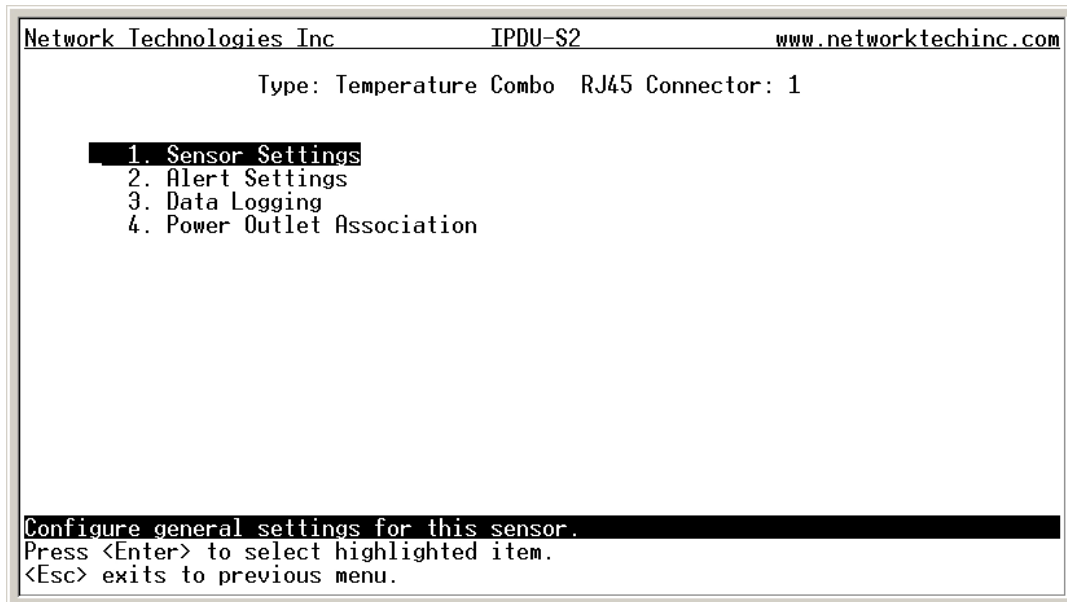 Network Technologies Inc IPDU-S2 www.networktechinc.com
Type: Temperature Combo RJ45 Connector: 1
1. Sensor Settings
2. Alert Settings
3. Data Logging
4. Power Outlet Association
Configure general settings for this sensor.
Press <Enter> to select highlighted item.
<Esc> exits to previous menu.